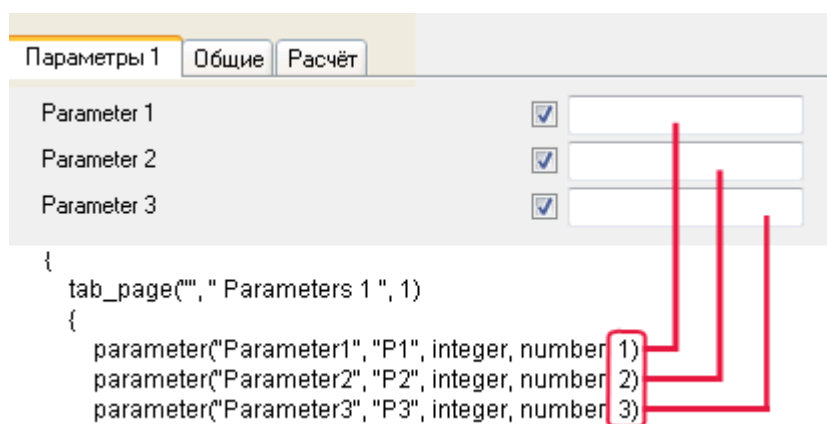 Параметры 1 Общие Расчёт
Parameter 1
Parameter 2
Parameter 3
{
tab_page("", " Parameters 1 ", 1)
{
parameter("Parameter1", "P1", integer, number 1)
parameter("Parameter2", "P2", integer, number 2)
parameter("Parameter3", "P3", integer, number 3)